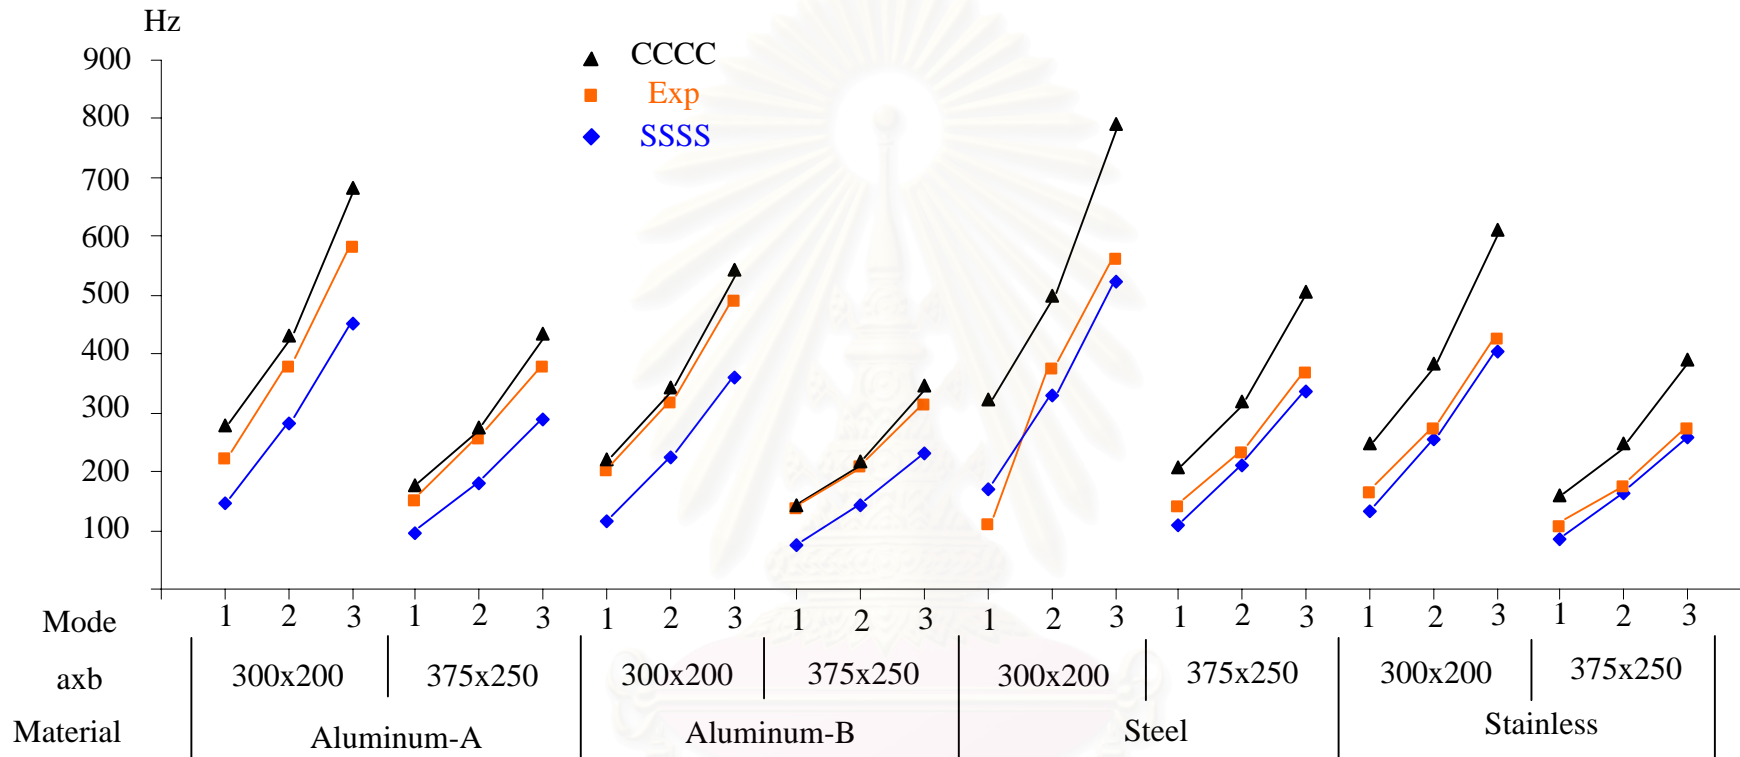 Hz
900
CCCC
Exp
800
SSSS
700
600
500
400
300
200
100
Mode 1 2 3 1 2 3 1 2 3 1 2 3 1 2 3 1 2 3 1 2 3 1 2 3
axb 300x200 375x250 300x200 375x250 300x200 375x250 300x200 375x250
Material Aluminum-A Aluminum-B Steel Stainless